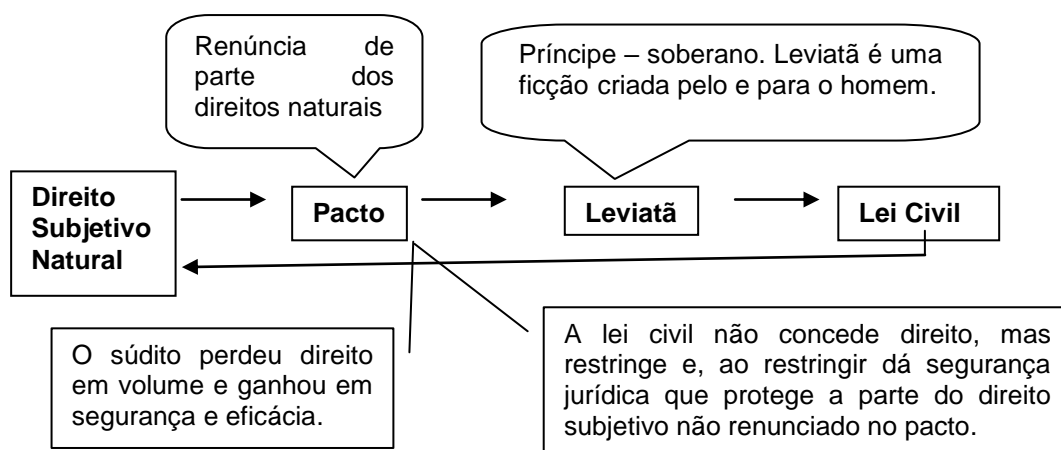 Renúncia de
parte dos
direitos naturais
Príncipe – soberano. Leviatã é uma
ficção criada pelo e para o homem.
Direito
Subjetivo
Natural
Pacto
Leviatã
Lei Civil
O súdito perdeu direito
em volume e ganhou em
segurança e eficácia.
A lei civil não concede direito, mas
restringe e, ao restringir dá segurança
jurídica que protege a parte do direito
subjetivo não renunciado no pacto.